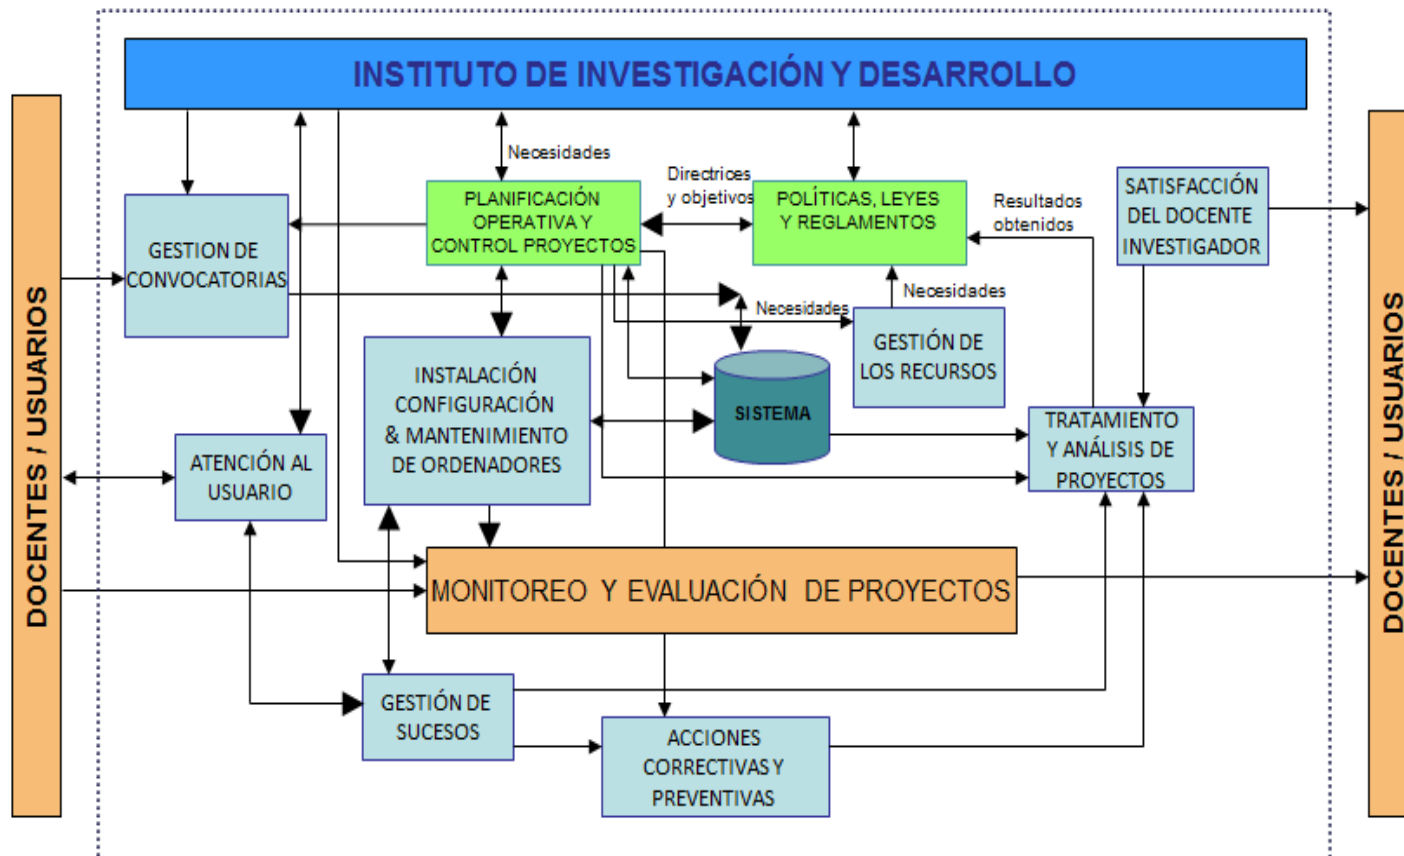 INSTITUTO DE INVESTIGACIÓN Y DESARROLLO
DOCENTES / USUARIOS
Necesidades
Directrices
y objetivos
PLANIFICACIÓN
OPERATIVA Y
CONTROL PROYECTOS
POLÍTICAS, LEYES
Y REGLAMENTOS
Resultados
obtenidos
SATISFACCIÓN
DEL DOCENTE
INVESTIGADOR
GESTION DE
CONVOCATORIAS
Necesidades
Necesidades
GESTIÓN DE
LOS RECURSOS
INSTALACIÓN
CONFIGURACIÓN
& MANTENIMIENTO
DE ORDENADORES
SISTEMA
TRATAMIENTO
Y ANÁLISIS DE
PROYECTOS
ATENCIÓN AL
USUARIO
MONITOREO Y EVALUACIÓN DE PROYECTOS
GESTIÓN DE
SUCESOS
ACCIONES
CORRECTIVAS Y
PREVENTIVAS
DOCENTES / USUARIOS